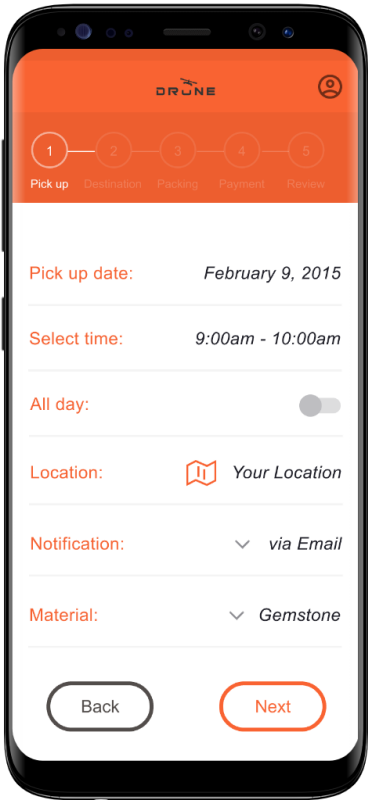 DRUNE
1 2 3 4 5
Pick up Destination Packing Payment Review
Pick up date: February 9, 2015
Select time: 9:00am - 10:00am
All day:
Location: Your Location
Notification: via Email
Material: Gemstone
Back Next